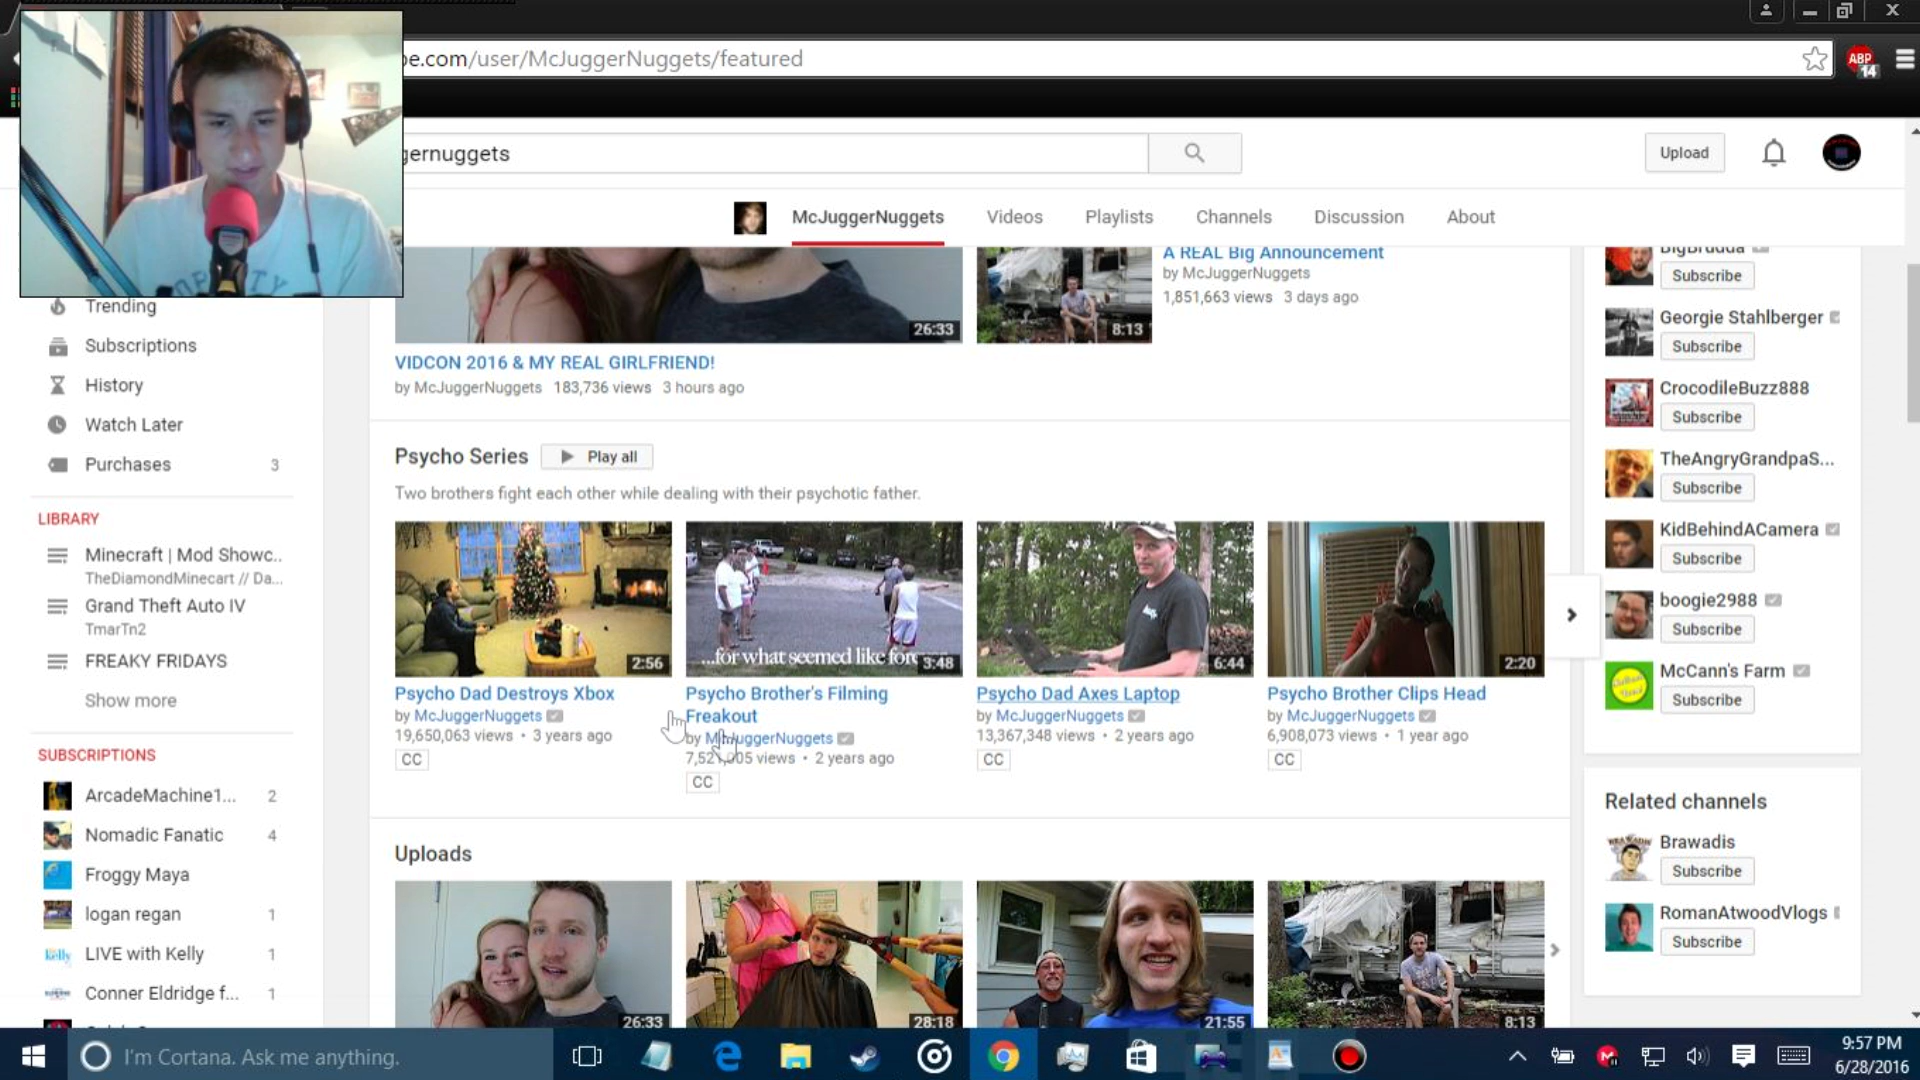 be.com/user/McJuggerNuggets/featured
ABP
14
gernuggets
Upload
McJuggerNuggets
Videos
Playlists
Channels
Discussion
About
Trending
Subscriptions
History
Watch Later
Purchases 3
LIBRARY
Minecraft | Mod Showc..
TheDiamondMinecart // Da...
Grand Theft Auto IV
TmarTn2
FREAKY FRIDAYS
Show more
SUBSCRIPTIONS
ArcadeMachine1... 2
Nomadic Fanatic 4
Froggy Maya
logan regan 1
LIVE with Kelly 1
Conner Eldridge f... 1
26:33
VIDCON 2016 & MY REAL GIRLFRIEND!
by McJuggerNuggets 183,736 views 3 hours ago
8:13
A REAL Big Announcement
by McJuggerNuggets
1,851,663 views 3 days ago
Psycho Series
Play all
Two brothers fight each other while dealing with their psychotic father.
2:56
Psycho Dad Destroys Xbox
by McJuggerNuggets
19,650,063 views • 3 years ago
CC
...for what seemed like
3:48
Psycho Brother's Filming
Freakout
by McJuggerNuggets
views • 2 years ago
CC
6:44
Psycho Dad Axes Laptop
by McJuggerNuggets
13,367,348 views • 2 years ago
CC
2:20
Psycho Brother Clips Head
by McJuggerNuggets
6,908,073 views • 1 year ago
CC
Uploads
26:33
28:18
21:55
8:13
BigBrudda
Subscribe
Georgie Stahlberger
Subscribe
CrocodileBuzz888
Subscribe
TheAngryGrandpaS...
Subscribe
KidBehindACamera
Subscribe
boogie2988
Subscribe
McCann's Farm
Subscribe
Related channels
Brawadis
Subscribe
RomanAtwoodVlogs
Subscribe
I'm Cortana. Ask me anything.
9:57 PM
6/28/2016